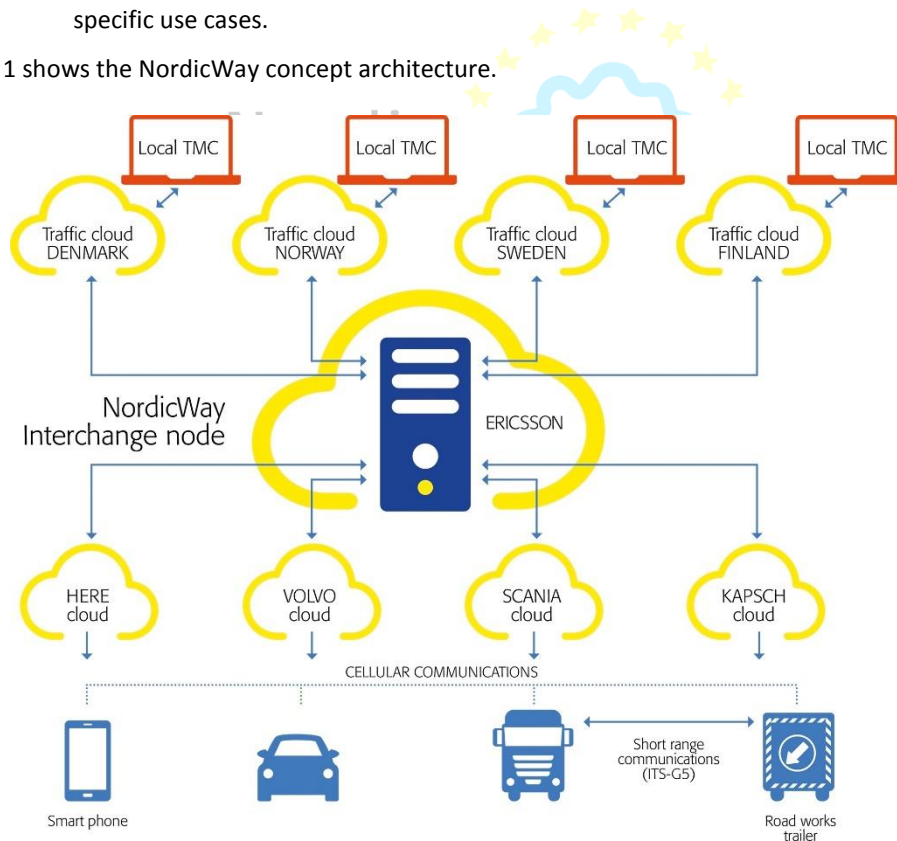 specific use cases.
1 shows the NordicWay concept architecture.
Local TMC
Local TMC
Local TMC
Local TMC
Traffic cloud
DENMARK
Traffic cloud
NORWAY
Traffic cloud
SWEDEN
Traffic cloud
FINLAND
NordicWay
Interchange node
ERICSSON
HERE
cloud
VOLVO
cloud
SCANIA
cloud
KAPSCH
cloud
CELLULAR COMMUNICATIONS
Short range
communications
(ITS-G5)
Smart phone
Road works
trailer